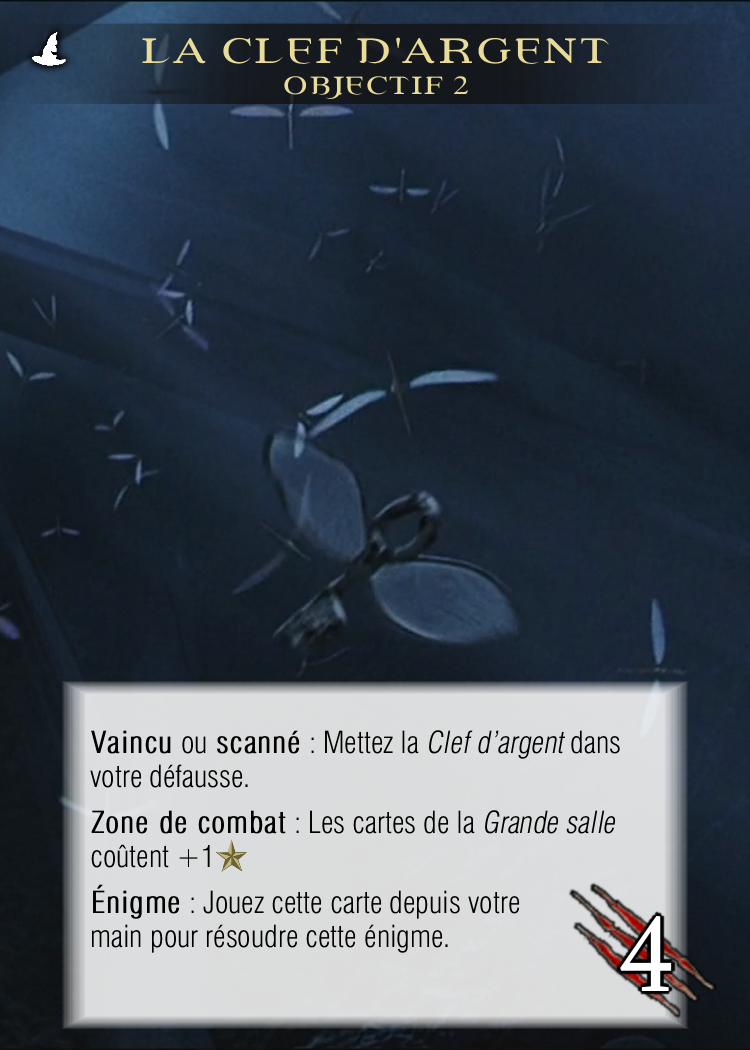 LA CLEF D'ARGENT
OBJECTIF 2
Vaincu ou scanné : Mettez la Clef d'argent dans
votre défausse.
Zone de combat : Les cartes de la Grande salle
coûtent +1
Énigme : Jouez cette carte depuis votre
main pour résoudre cette énigme.
4